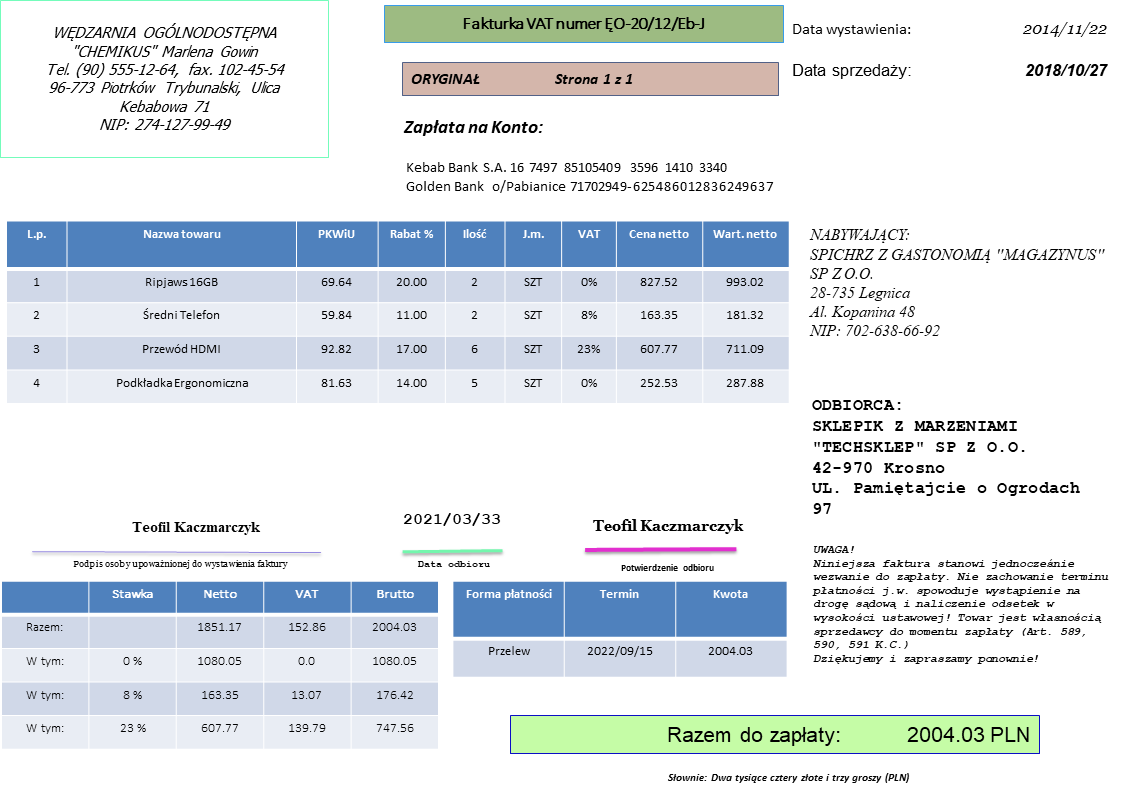 WĘDZARNIA OGÓLNODOSTĘPNA
"CHEMIKUS" Marlena Gowin
Tel. (90) 555-12-64, fax. 102-45-54
96-773 Piotrków Trybunalski, Ulica
Kebabowa 71
NIP: 274-127-99-49
Fakturka VAT numer ĘO-20/12/Eb-J
ORYGINAŁ Strona 1 z 1
Data wystawienia: 2014/11/22
Data sprzedaży: 2018/10/27
Zapłata na Konto:
Kebab Bank S.A. 16 7497 85105409 3596 1410 3340
Golden Bank o/Pabianice 71702949-625486012836249637
L.p. Nazwa towaru PKWiU Rabat % Ilość J.m. VAT Cena netto Wart. netto
1 Ripjaws 16GB 69.64 20.00 2 SZT 0% 827.52 993.02
2 Średni Telefon 59.84 11.00 2 SZT 8% 163.35 181.32
3 Przewód HDMI 92.82 17.00 6 SZT 23% 607.77 711.09
4 Podkładka Ergonomiczna 81.63 14.00 5 SZT 0% 252.53 287.88
NABYWAJĄCY:
SPICHRZ Z GASTONOMIĄ "MAGAZYNUS"
SP Z O.O.
28-735 Legnica
Al. Kopanina 48
NIP: 702-638-66-92
ODBIORCA:
SKLEPIK Z MARZENIAMI
"TECHSKLEP" SP Z O.O.
42-970 Krosno
UL. Pamiętajcie o Ogrodach
97
Teofil Kaczmarczyk
Podpis osoby upoważnionej do wystawienia faktury
2021/03/33
Data odbioru
Teofil Kaczmarczyk
Potwierdzenie odbioru
UWAGA!
Niniejsza faktura stanowi jednocześnie
wezwanie do zapłaty. Nie zachowanie terminu
płatności j.w. spowoduje wystąpienie na
drogę sądową i naliczenie odsetek w
wysokości ustawowej! Towar jest własnością
sprzedawcy do momentu zapłaty (Art. 589,
590, 591 K.C.)
Dziękujemy i zapraszamy ponownie!
Stawka Netto VAT Brutto
Razem: 1851.17 152.86 2004.03
W tym: 0 % 1080.05 0.0 1080.05
W tym: 8 % 163.35 13.07 176.42
W tym: 23 % 607.77 139.79 747.56
Forma płatności Termin Kwota
Przelew 2022/09/15 2004.03
Razem do zapłaty: 2004.03 PLN
Słownie: Dwa tysiące cztery złote i trzy groszy (PLN)